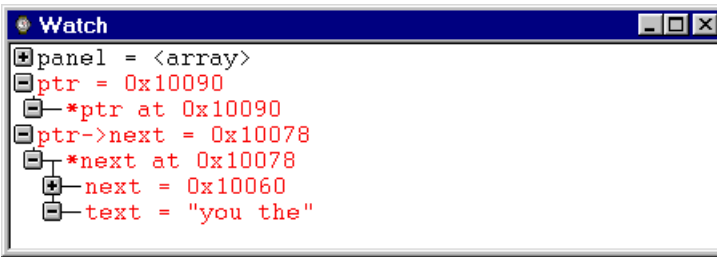 Watch
panel = <array>
ptr = 0x10090
*ptr at 0x10090
ptr->next = 0x10078
*next at 0x10078
next = 0x10060
text = "you the"